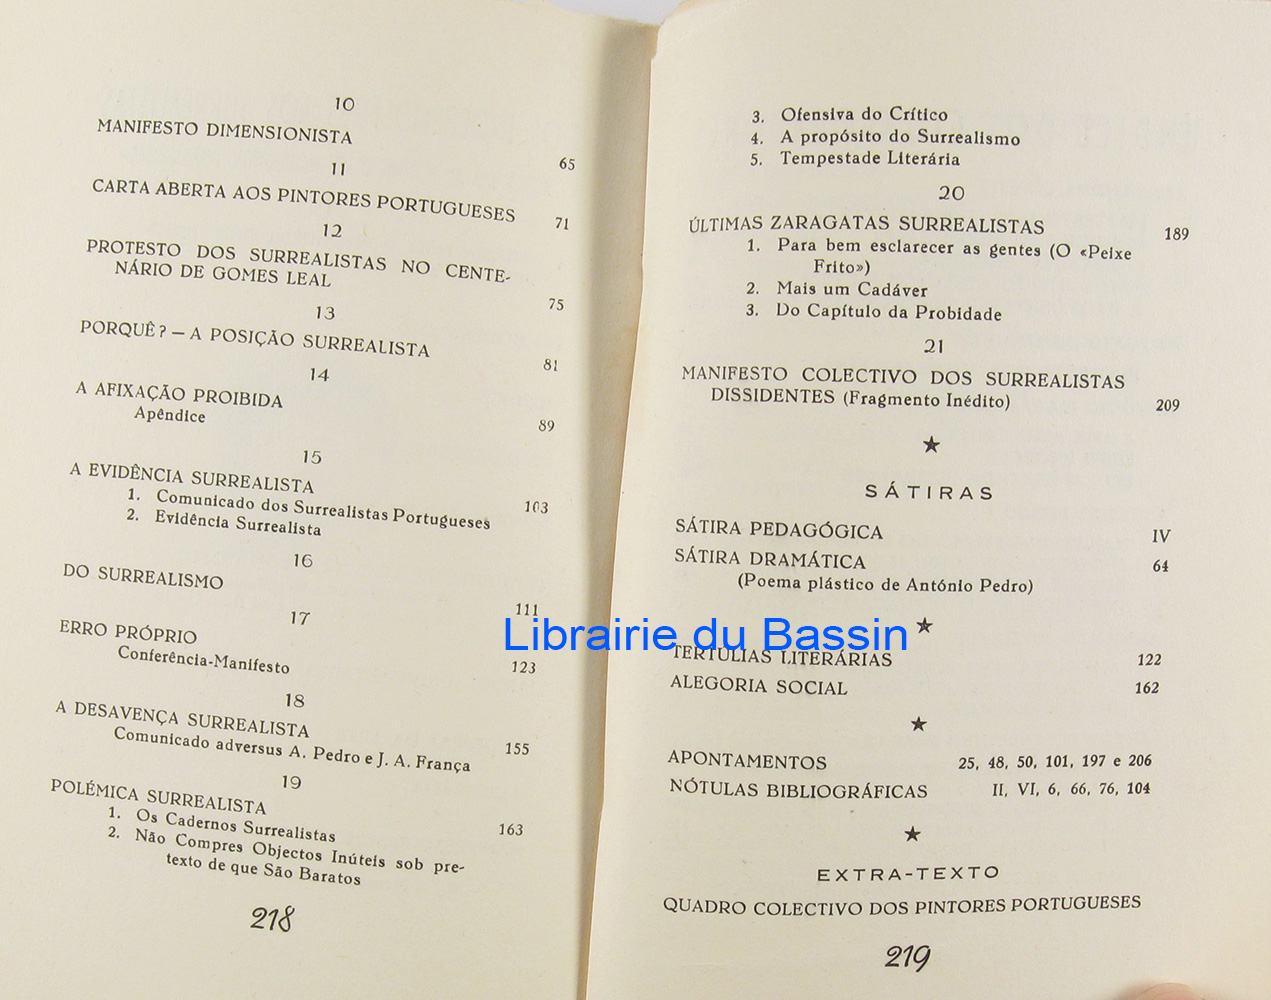 10
MANIFESTO DIMENSIONISTA
65
11
CARTA ABERTA AOS PINTORES PORTUGUESES 71
12
PROTESTO DOS SURREALISTAS NO CENTE-
NÁRIO DE GOMES LEAL
75
13
PORQUÊ? — A POSIÇÃO SURREALISTA
81
14
A AFIXAÇÃO PROIBIDA
Apêndice
89
15
A EVIDÊNCIA SURREALISTA
1. Comunicado dos Surrealistas Portugueses 103
2. Evidência Surrealista
16
DO SURREALISMO
111
17
ERRO PRÓPRIO
Conferência-Manifesto
123
18
A DESAVENÇA SURREALISTA
Comunicado adversus A. Pedro e J. A. França 155
19
POLÉMICA SURREALISTA
163
1. Os Cadernos Surrealistas
2. Não Compres Objectos Inúteis sob pre-
texto de que São Baratos
218
3. Ofensiva do Crítico
4. A propósito do Surrealismo
5. Tempestade Literária
20
ÚLTIMAS ZARAGATAS SURREALISTAS 189
1. Para bem esclarecer as gentes (O «Peixe
Frito»)
2. Mais um Cadáver
3. Do Capítulo da Probidade
21
MANIFESTO COLECTIVO DOS SURREALISTAS
DISSIDENTES (Fragmento Inédito) 209
★
SÁTIRAS
SÁTIRA PEDAGÓGICA IV
SÁTIRA DRAMÁTICA 64
(Poema plástico de António Pedro)
★
Librairie du Bassin
TERTÚLIAS LITERÁRIAS 122
ALEGORIA SOCIAL 162
★
APONTAMENTOS 25, 48, 50, 101, 197 e 206
NÓTULAS BIBLIOGRÁFICAS II, VI, 6, 66, 76, 104
★
EXTRA-TEXTO
QUADRO COLECTIVO DOS PINTORES PORTUGUESES
219